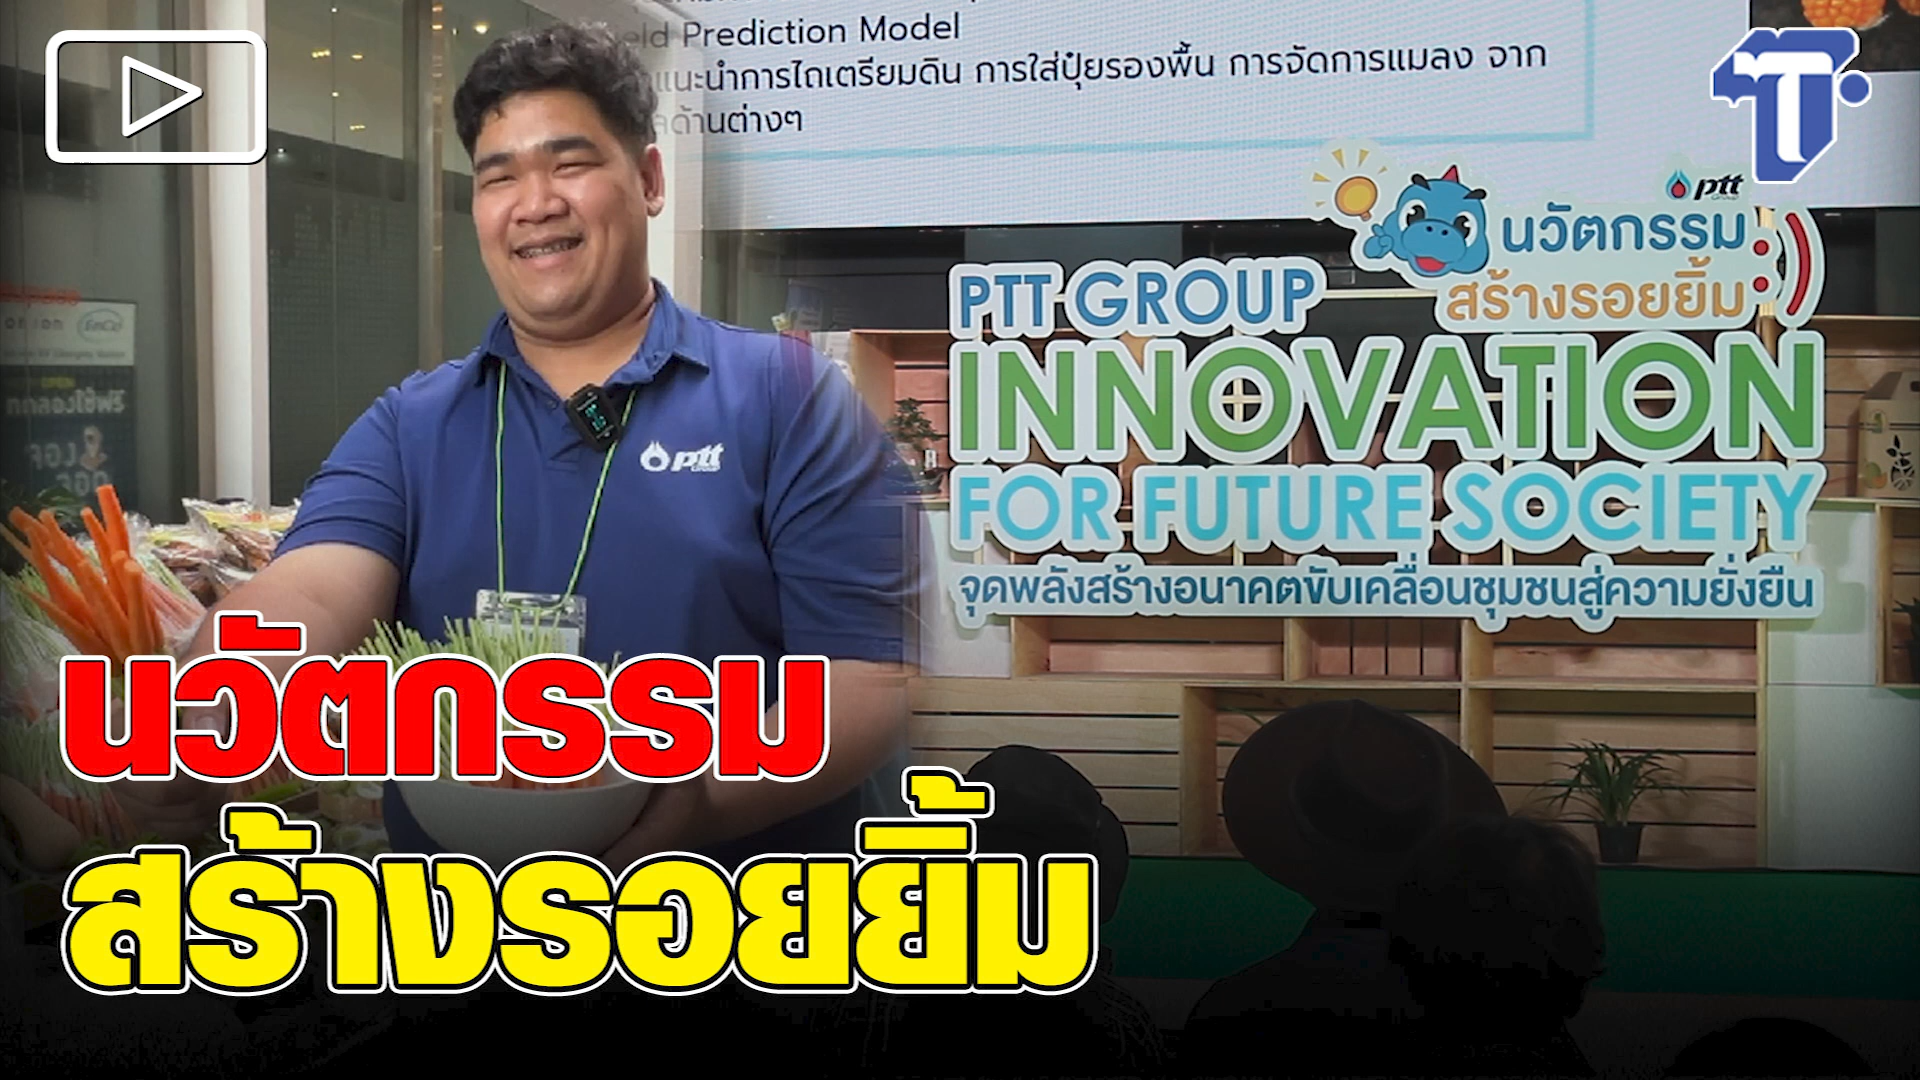 Prediction Model
แนะนำการไถเตรียมดิน การใส่ปุ๋ยรองพื้น การจัดการแมลง จาก
ด้านต่างๆ
T
ptt
GROUP
นวัตกรรม
สร้างรอยยิ้ม
PTT GROUP
INNOVATION
FOR FUTURE SOCIETY
จุดพลังสร้างอนาคตขับเคลื่อนชุมชนสู่ความยั่งยืน
ptt
GROUP
EnCo
นวัตกรรม
สร้างรอยยิ้ม